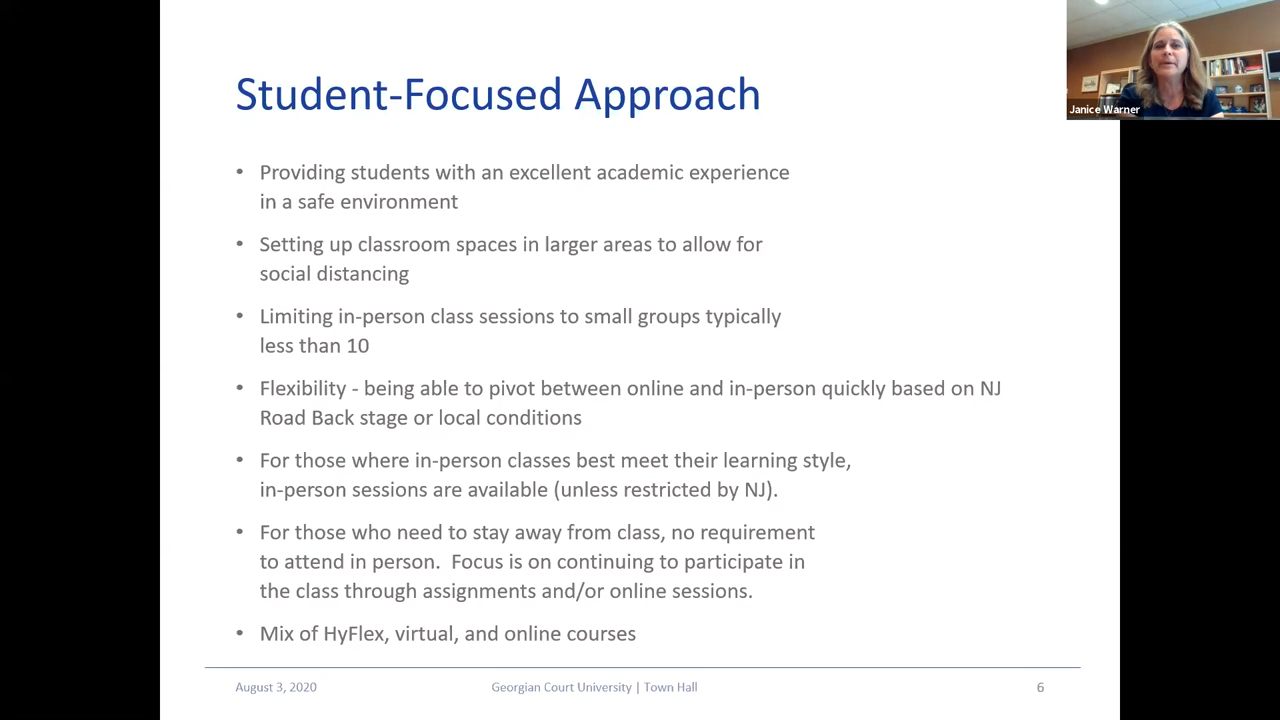 Student-Focused Approach
Janice Warner
• Providing students with an excellent academic experience
in a safe environment
• Setting up classroom spaces in larger areas to allow for
social distancing
• Limiting in-person class sessions to small groups typically
less than 10
• Flexibility - being able to pivot between online and in-person quickly based on NJ
Road Back stage or local conditions
• For those where in-person classes best meet their learning style,
in-person sessions are available (unless restricted by NJ).
• For those who need to stay away from class, no requirement
to attend in person.  Focus is on continuing to participate in
the class through assignments and/or online sessions.
• Mix of HyFlex, virtual, and online courses
August 3, 2020 Georgian Court University | Town Hall 6